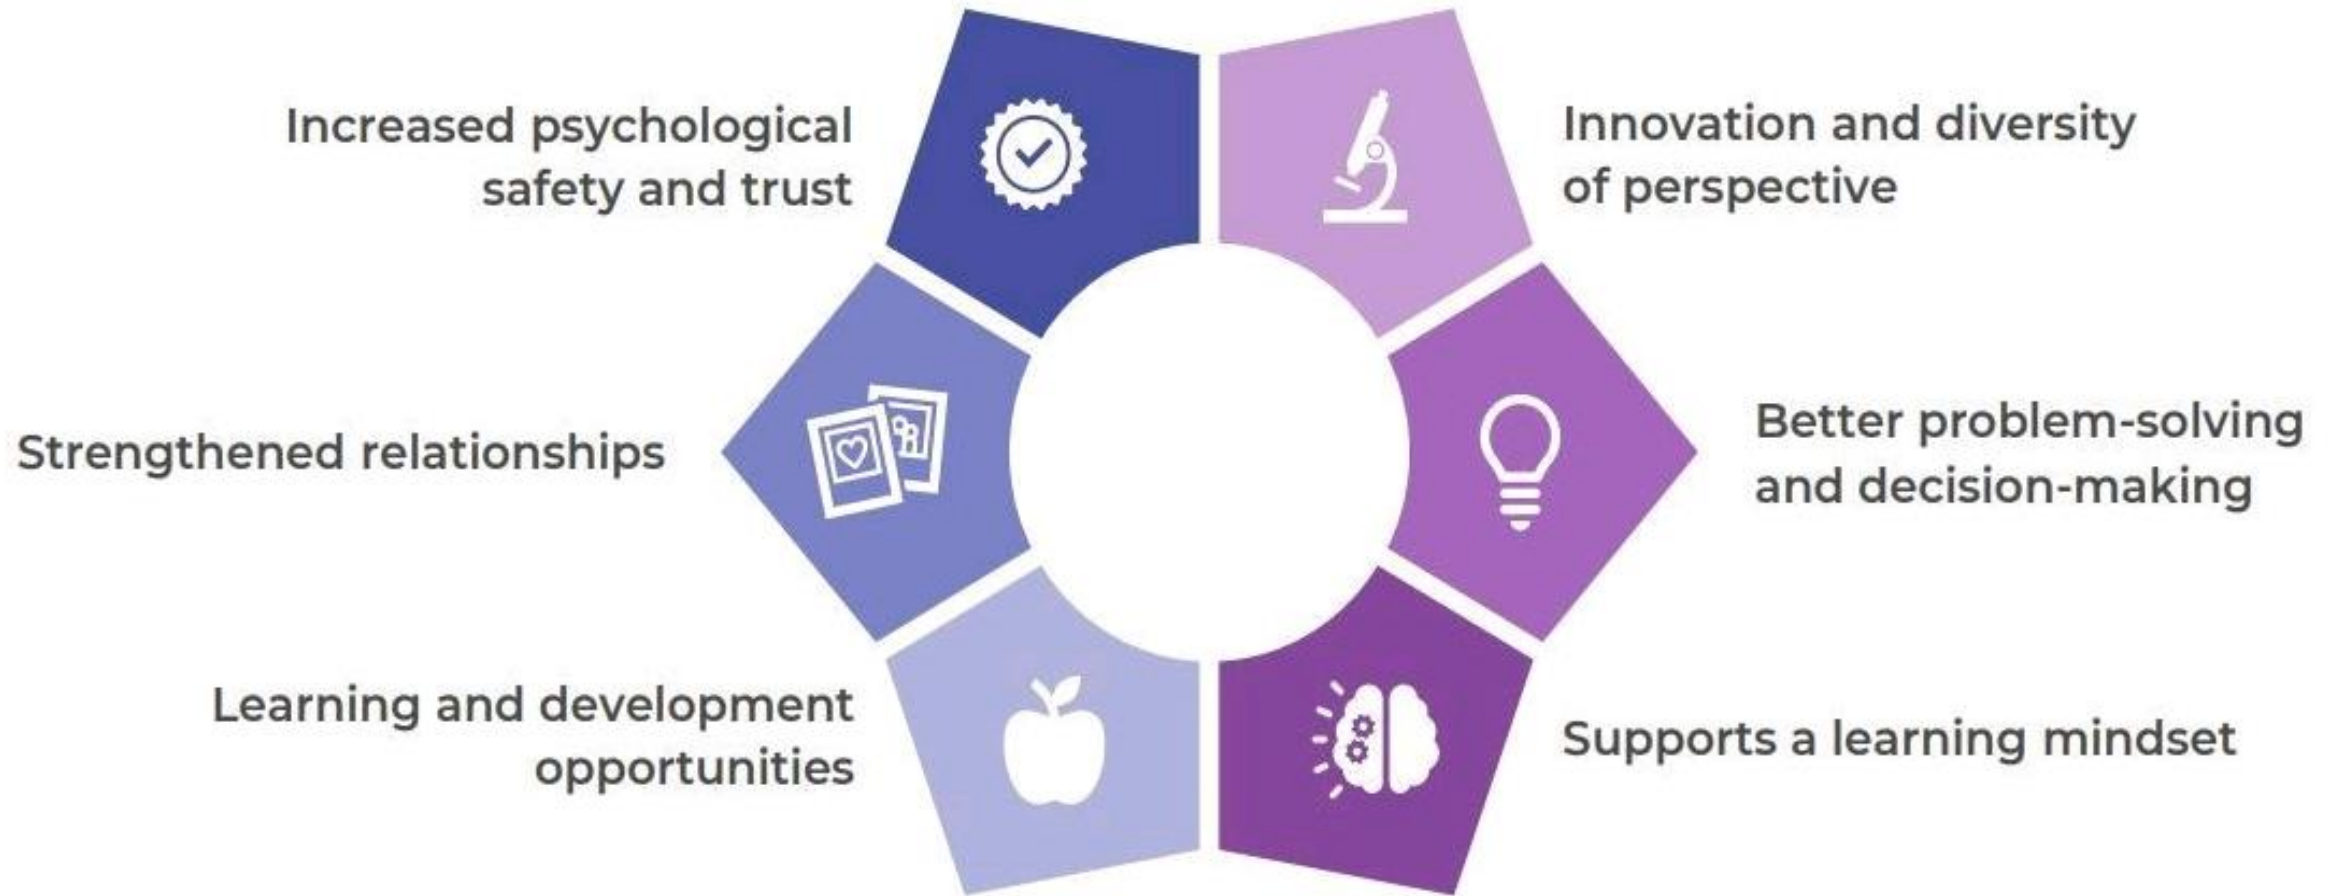 Increased psychological
safety and trust
Innovation and diversity
of perspective
Strengthened relationships
Better problem-solving
and decision-making
Learning and development
opportunities
Supports a learning mindset